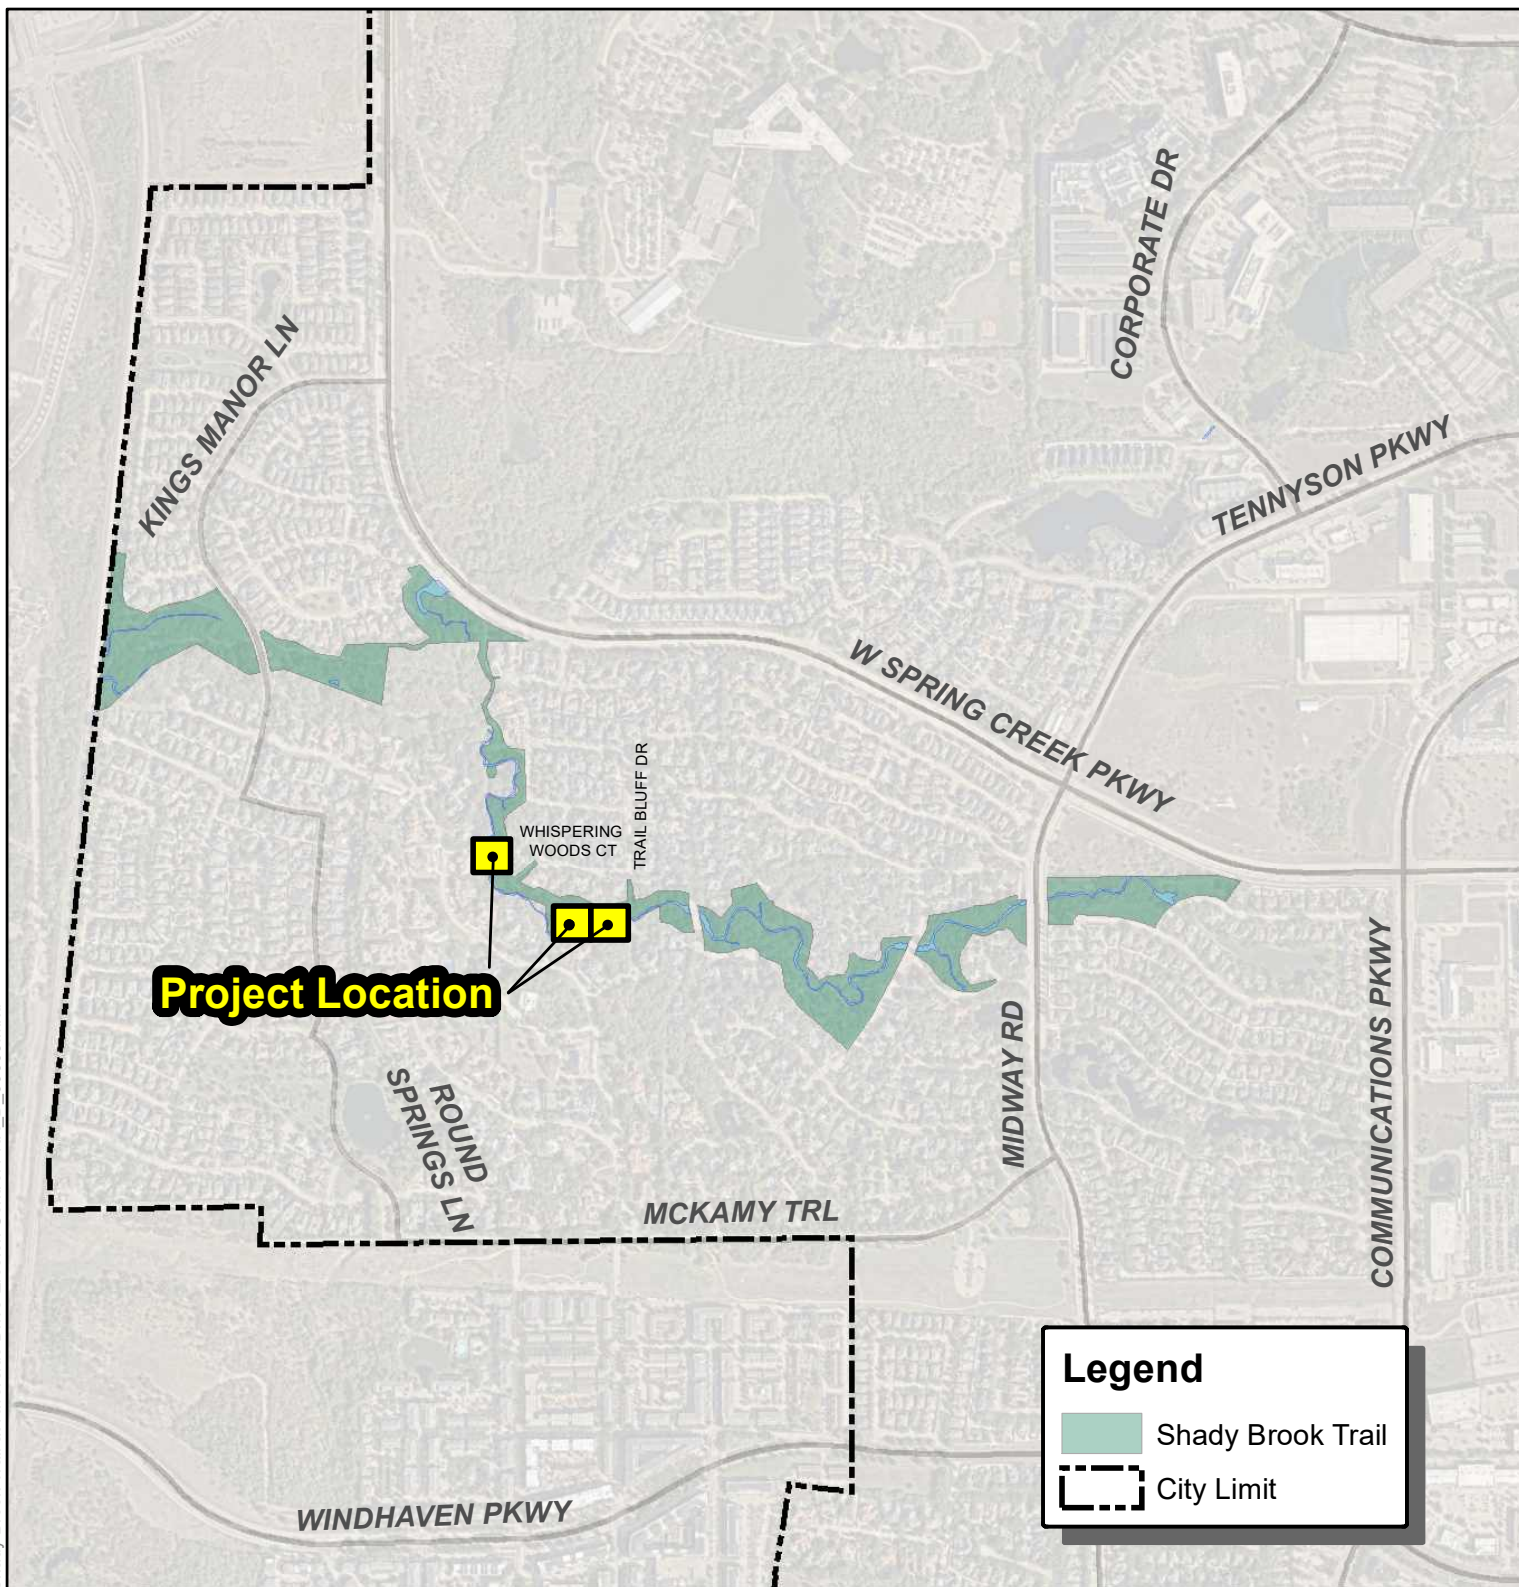 CORPORATE DR
KINGS MANOR LN
TENNYSON PKWY
W SPRING CREEK PKWY
TRAIL BLUFF DR
WHISPERING
WOODS CT
Project Location
MIDWAY RD
COMMUNICATIONS PKWY
ROUND
SPRINGS LN
MCKAMY TRL
WINDHAVEN PKWY
Legend
Shady Brook Trail
City Limit